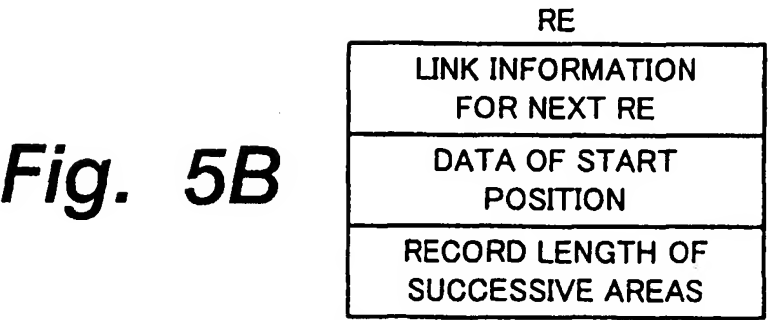 RE
LINK INFORMATION
FOR NEXT RE
Fig. 5B
DATA OF START
POSITION
RECORD LENGTH OF
SUCCESSIVE AREAS